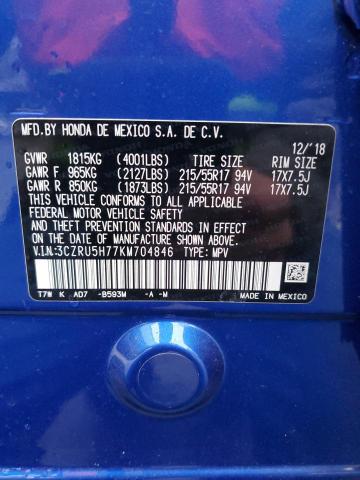 MFD.BY HONDA DE MEXICO S.A. DE C.V.
12/'18
GVWR 1815KG (4001LBS) TIRE SIZE RIM SIZE
GAWR F 965KG (2127LBS) 215/55R17 94V 17X7.5J
GAWR R 850KG (1873LBS) 215/55R17 94V 17X7.5J
THIS VEHICLE CONFORMS TO ALL APPLICABLE
FEDERAL MOTOR VEHICLE SAFETY AND
THEFT PREVENTION STANDARDS IN EFFECT
ON THE DATE OF MANUFACTURE SHOWN ABOVE.
V.I.N:3CZRU5H77KM704846 TYPE: MPV
T7W K AD7 -B593M -A -M
MADE IN MEXICO